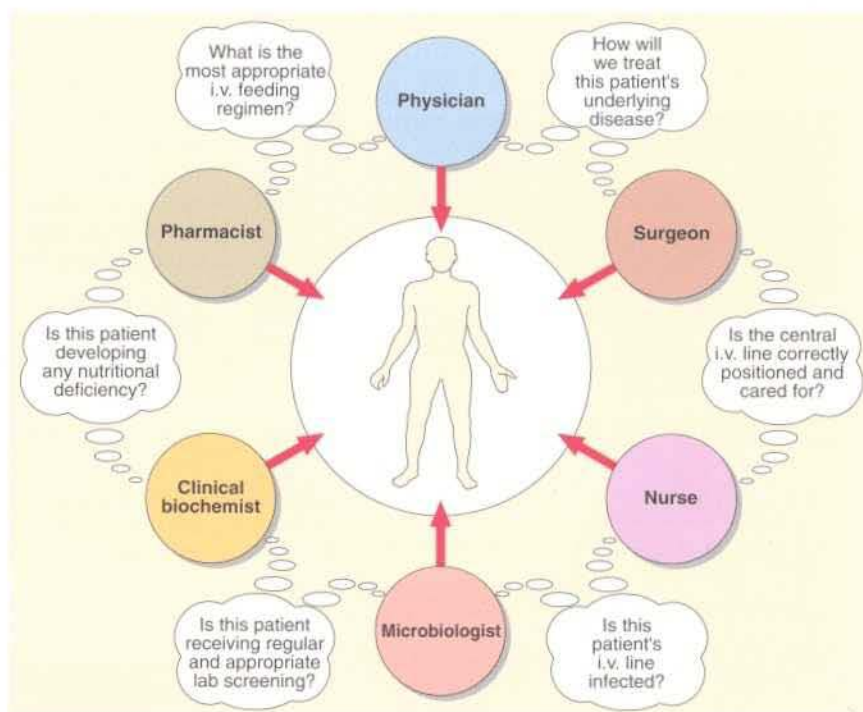 What is the
most appropriate
i.v. feeding
regimen?
Physician
How will
we treat
this patient's
underlying
disease?
Pharmacist
Surgeon
Is this patient
developing
any nutritional
deficiency?
Is the central
i.v. line correctly
positioned and
cared for?
Clinical
biochemist
Nurse
Is this patient
receiving regular
and appropriate
lab screening?
Microbiologist
Is this
patient's
i.v. line
infected?